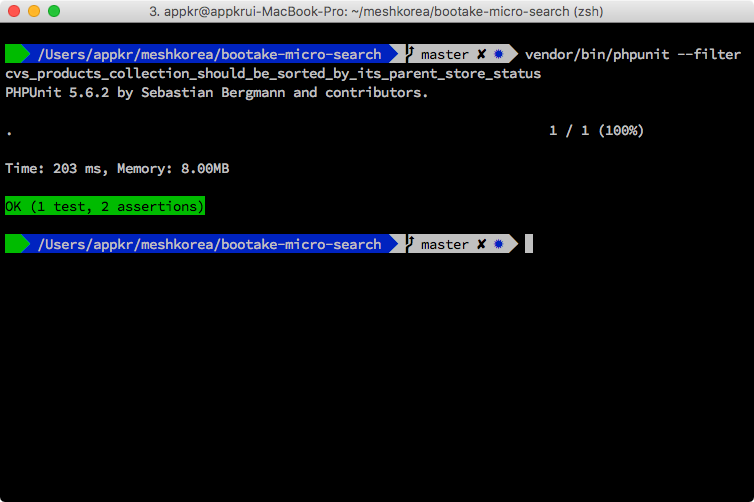 3. appkr@appkrui-MacBook-Pro: ~/meshkorea/bootake-micro-search (zsh)
/Users/appkr/meshkorea/bootake-micro-search master ✘ ✹ vendor/bin/phpunit --filter
cvs_products_collection_should_be_sorted_by_its_parent_store_status
PHPUnit 5.6.2 by Sebastian Bergmann and contributors.
. 1 / 1 (100%)
Time: 203 ms, Memory: 8.00MB
OK (1 test, 2 assertions)
/Users/appkr/meshkorea/bootake-micro-search master ✘ ✹